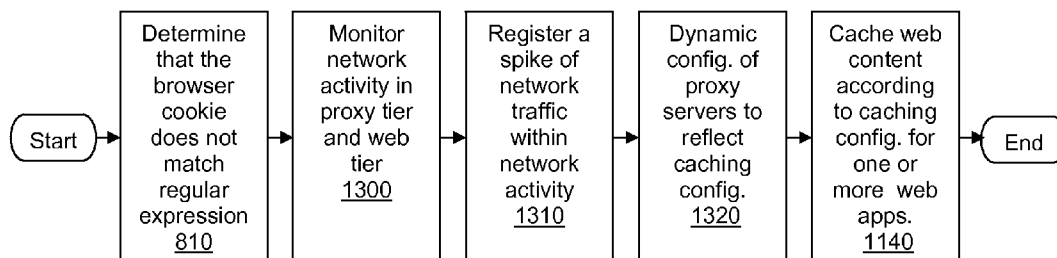 Start
Determine
that the
browser
cookie
does not
match
regular
expression
810
Monitor
network
activity in
proxy tier
and web
tier
1300
Register a
spike of
network
traffic
within
network
activity
1310
Dynamic
config. of
proxy
servers to
reflect
caching
config.
1320
Cache web
content
according
to caching
config. for
one or
more web
apps.
1140
End